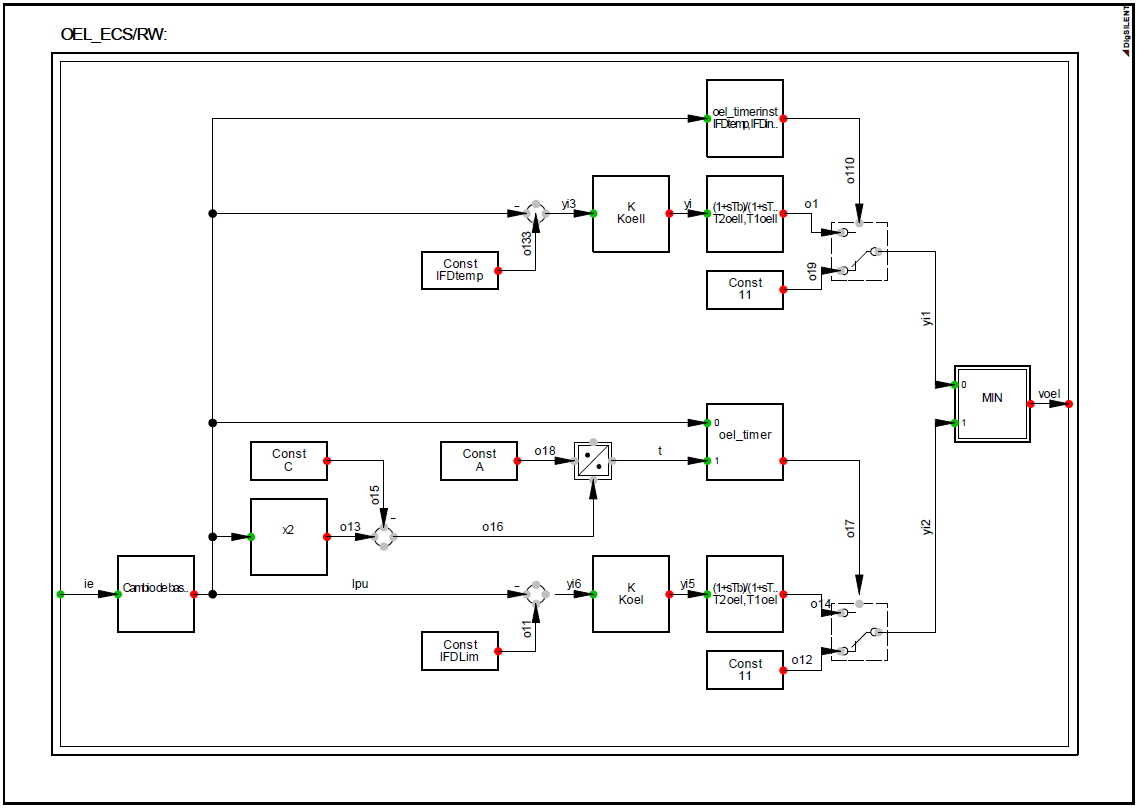 OEL_ECS/RW:
DIgSILENT
oel_timerinst
IFDtemp,IFDin..
o110
K
Koell
(1+sTb)/(1+sT..
T2oell,T1oell
yi3
yi
o1
-
o133
Const
IFDtemp
Const
11
o19
yi1
MIN
0
1
voel
oel_timer
0
1
Const
C
Const
A
o18
t
o15
-
x2
o13
o16
o17
yi2
ie
Cambio de bas..
Ipu
-
yi6
K
Koel
yi5
(1+sTb)/(1+sT..
T2oel,T1oel
o14
o11
Const
IFDLim
Const
11
o12